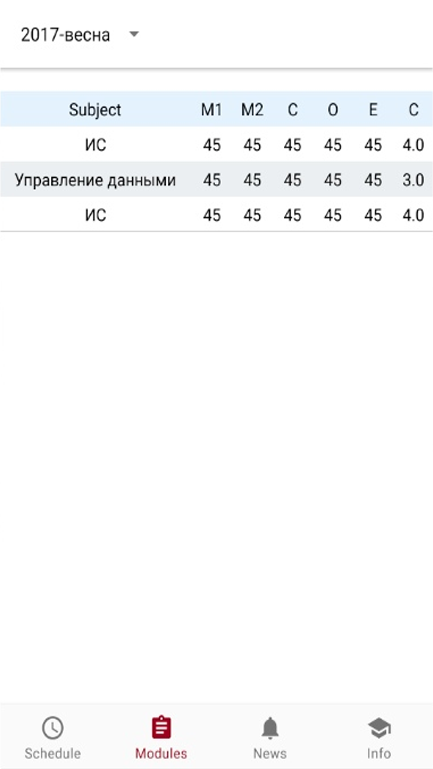 2017-весна
Subject M1 M2 С О Е С
ИС 45 45 45 45 45 4.0
Управление данными 45 45 45 45 45 3.0
ИС 45 45 45 45 45 4.0
Schedule Modules News Info